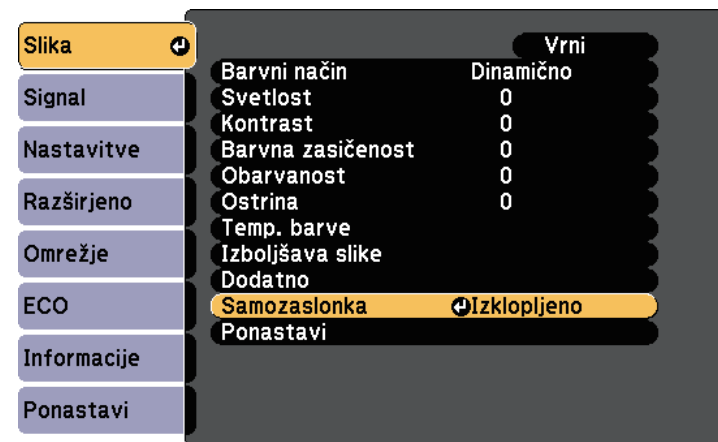 Slika
Signal
Nastavitve
Razširjeno
Omrežje
ECO
Informacije
Ponastavi
Vrni
Barvni način Dinamično
Svetlost 0
Kontrast 0
Barvna zasičenost 0
Obarvanost 0
Ostrina 0
Temp. barve
Izboljšava slike
Dodatno
Samozaslonka Izklopljeno
Ponastavi